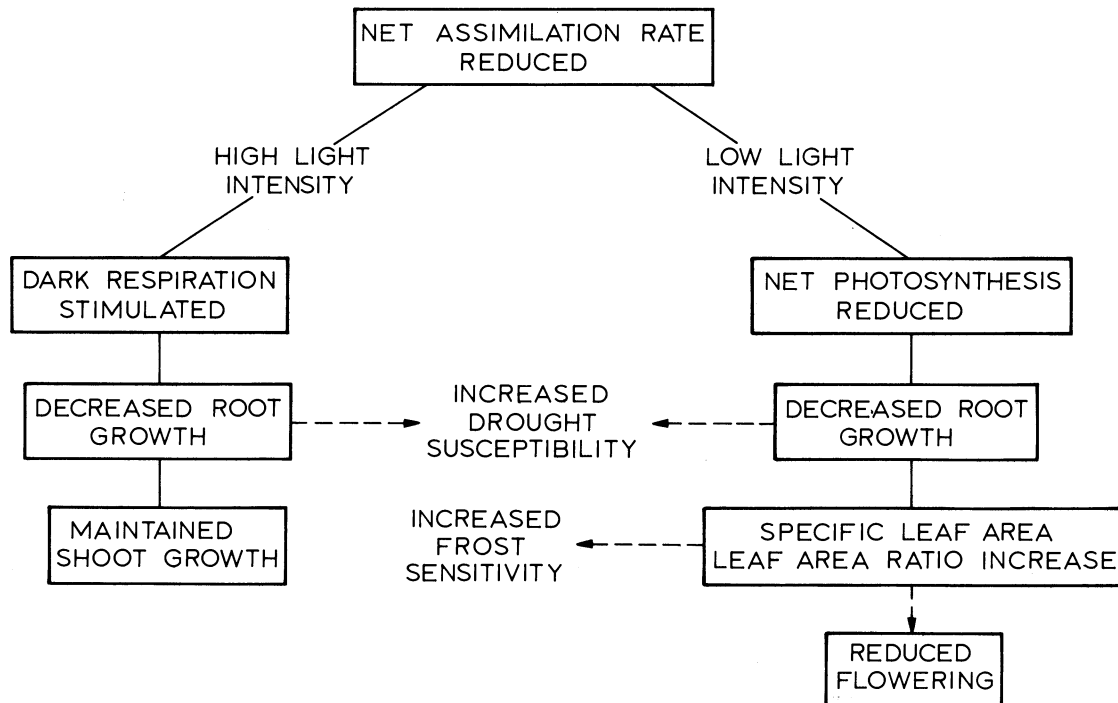 NET ASSIMILATION RATE
REDUCED
HIGH LIGHT
INTENSITY
LOW LIGHT
INTENSITY
DARK RESPIRATION
STIMULATED
NET PHOTOSYNTHESIS
REDUCED
DECREASED ROOT
GROWTH
INCREASED
DROUGHT
SUSCEPTIBILITY
DECREASED ROOT
GROWTH
MAINTAINED
SHOOT GROWTH
INCREASED
FROST
SENSITIVITY
SPECIFIC LEAF AREA
LEAF AREA RATIO INCREASE
REDUCED
FLOWERING